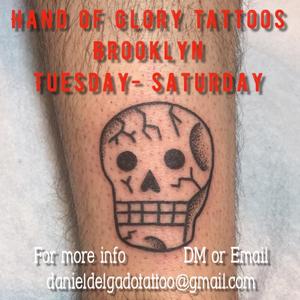 HAND OF GLORY TATTOOS
BROOKLYN
TUESDAY- SATURDAY
For more info DM or Email
danieldelgadotattoo@gmail.com